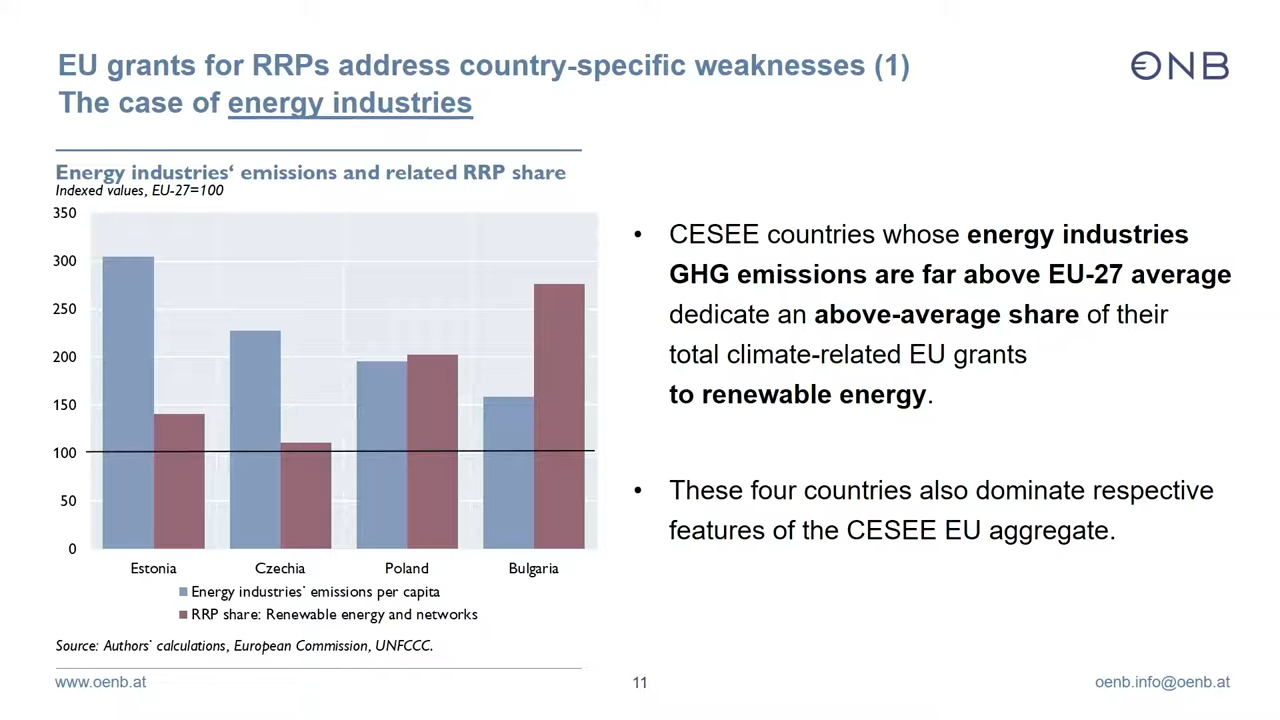 EU grants for RRPs address country-specific weaknesses (1)
The case of energy industries
€NB
Energy industries‘ emissions and related RRP share
Indexed values, EU-27=100
350
300
250
200
150
100
50
0
Estonia Czechia Poland Bulgaria
Energy industries˙ emissions per capita
RRP share: Renewable energy and networks
Source: Authors˙ calculations, European Commission, UNFCCC.
• CESEE countries whose energy industries
GHG emissions are far above EU-27 average
dedicate an above-average share of their
total climate-related EU grants
to renewable energy.
• These four countries also dominate respective
features of the CESEE EU aggregate.
www.oenb.at
11
oenb.info@oenb.at